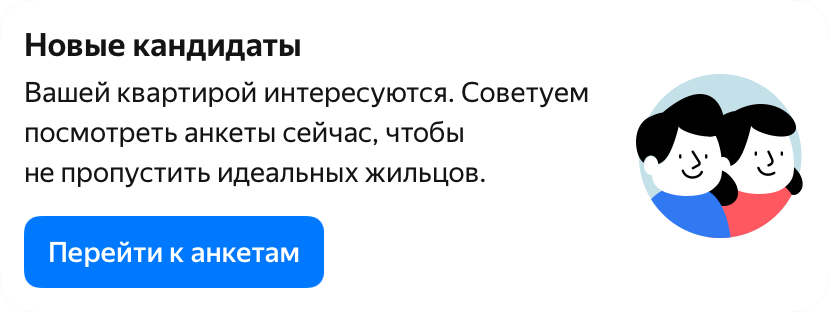 Новые кандидаты
Вашей квартирой интересуются. Советуем
посмотреть анкеты сейчас, чтобы
не пропустить идеальных жильцов.
Перейти к анкетам